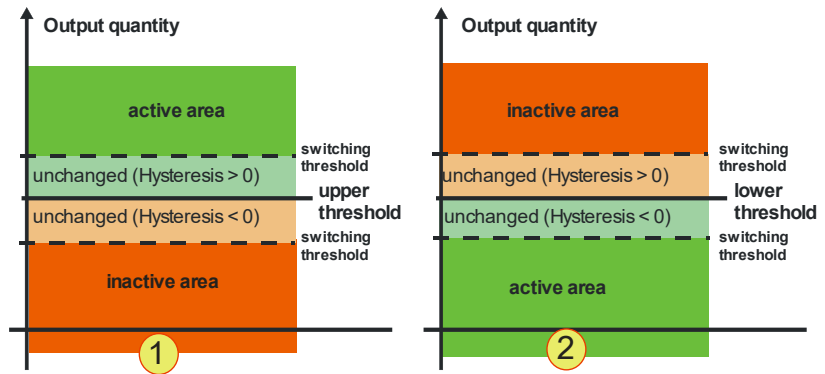 Output quantity
active area
switching
threshold
unchanged (Hysteresis > 0)
upper
threshold
unchanged (Hysteresis < 0)
switching
threshold
inactive area
1
Output quantity
inactive area
switching
threshold
unchanged (Hysteresis > 0)
lower
threshold
unchanged (Hysteresis < 0)
switching
threshold
active area
2